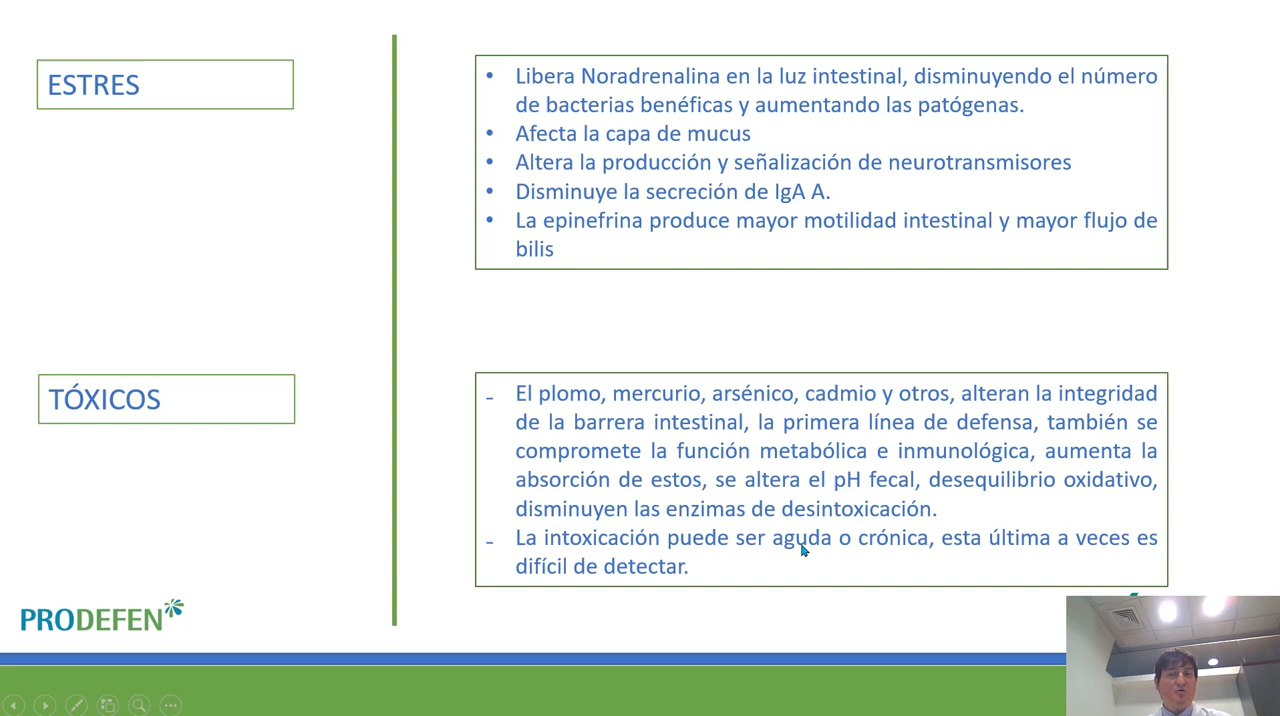 ESTRES
• Libera Noradrenalina en la luz intestinal, disminuyendo el número
de bacterias benéficas y aumentando las patógenas.
• Afecta la capa de mucus
• Altera la producción y señalización de neurotransmisores
• Disminuye la secreción de IgA A.
• La epinefrina produce mayor motilidad intestinal y mayor flujo de
bilis
TÓXICOS
- El plomo, mercurio, arsénico, cadmio y otros, alteran la integridad
de la barrera intestinal, la primera línea de defensa, también se
compromete la función metabólica e inmunológica, aumenta la
absorción de estos, se altera el pH fecal, desequilibrio oxidativo,
disminuyen las enzimas de desintoxicación.
- La intoxicación puede ser aguda o crónica, esta última a veces es
difícil de detectar.
PRODEFEN